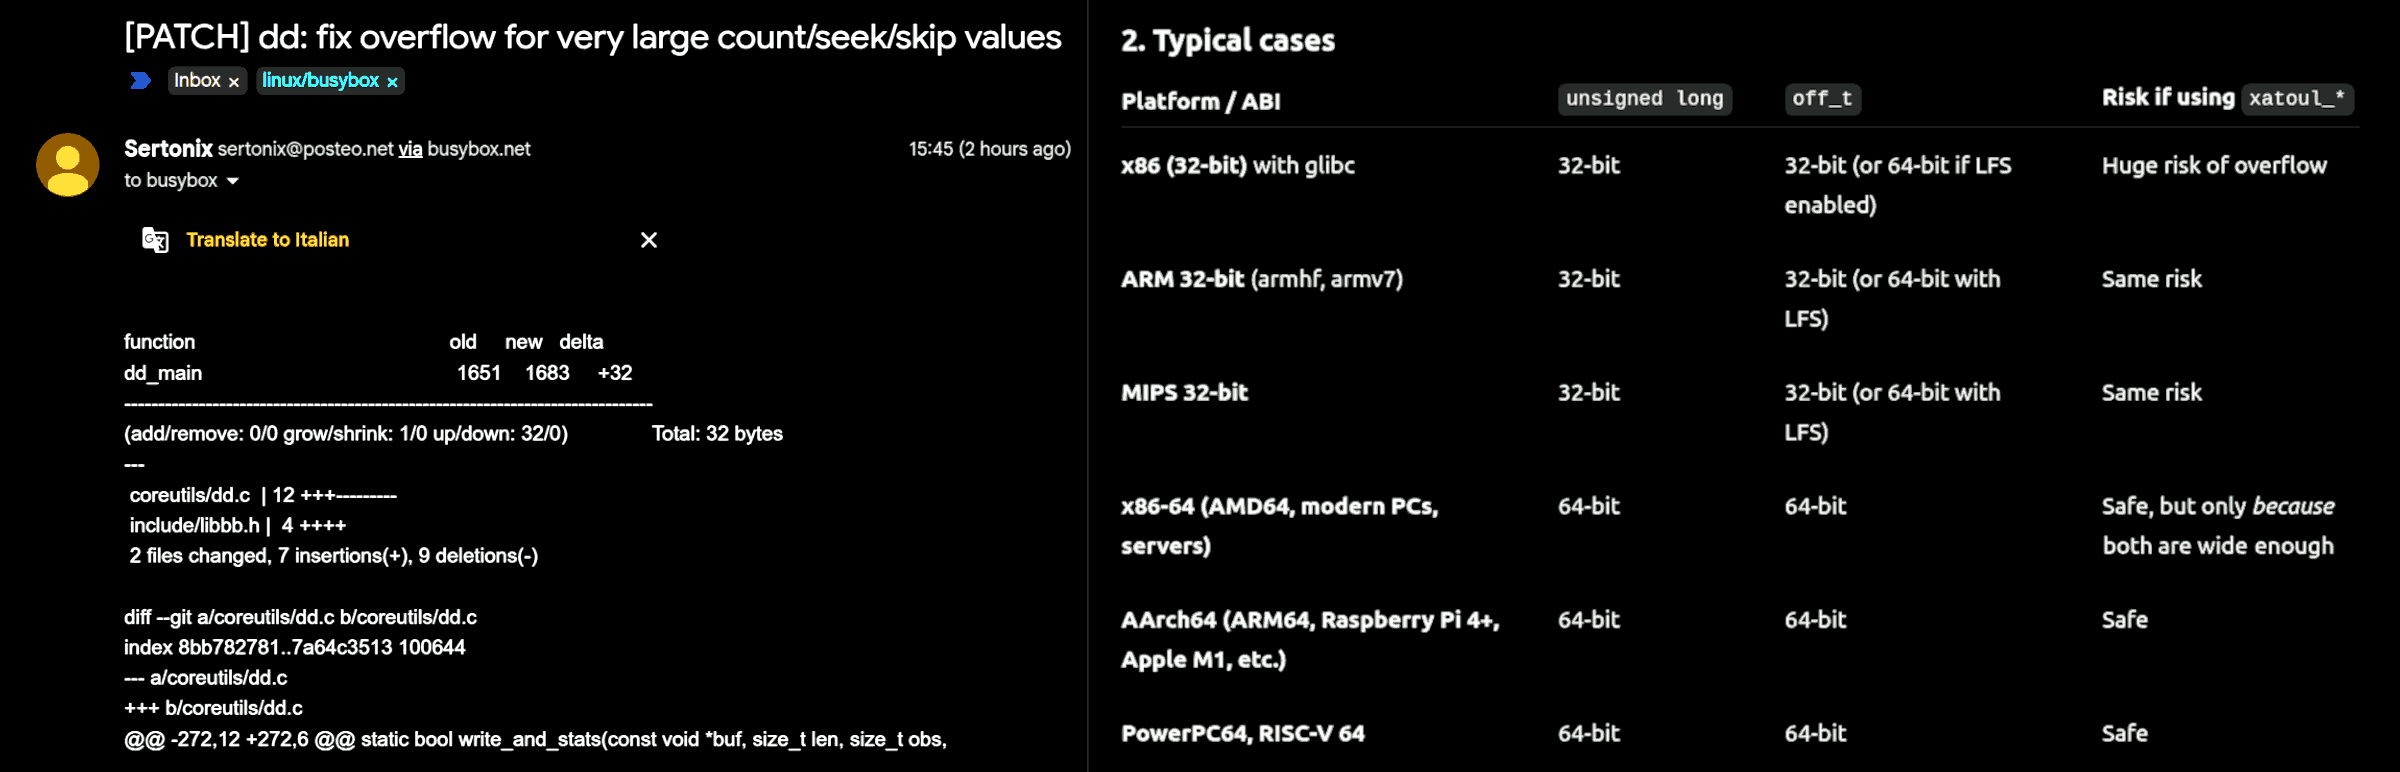 [PATCH] dd: fix overflow for very large count/seek/skip values
Inbox × linux/busybox ×
Sertonix sertonix@posteo.net via busybox.net 15:45 (2 hours ago)
to busybox
Translate to Italian ×
function old new delta
dd_main 1651 1683 +32
------------------------------------------------------------------------------
(add/remove: 0/0 grow/shrink: 1/0 up/down: 32/0) Total: 32 bytes
---
coreutils/dd.c | 12 +++---------
include/libbb.h | 4 ++++
2 files changed, 7 insertions(+), 9 deletions(-)
diff --git a/coreutils/dd.c b/coreutils/dd.c
index 8bb782781..7a64c3513 100644
--- a/coreutils/dd.c
+++ b/coreutils/dd.c
@@ -272,12 +272,6 @@ static bool write_and_stats(const void *buf, size_t len, size_t obs,
2. Typical cases
Platform / ABI unsigned long off_t Risk if using xatoul_*
x86 (32-bit) with glibc 32-bit 32-bit (or 64-bit if LFS Huge risk of overflow
enabled)
ARM 32-bit (armhf, armv7) 32-bit 32-bit (or 64-bit with Same risk
LFS)
MIPS 32-bit 32-bit 32-bit (or 64-bit with Same risk
LFS)
x86-64 (AMD64, modern PCs, 64-bit 64-bit Safe, but only because
servers) both are wide enough
AArch64 (ARM64, Raspberry Pi 4+, 64-bit 64-bit Safe
Apple M1, etc.)
PowerPC64, RISC-V 64 64-bit 64-bit Safe